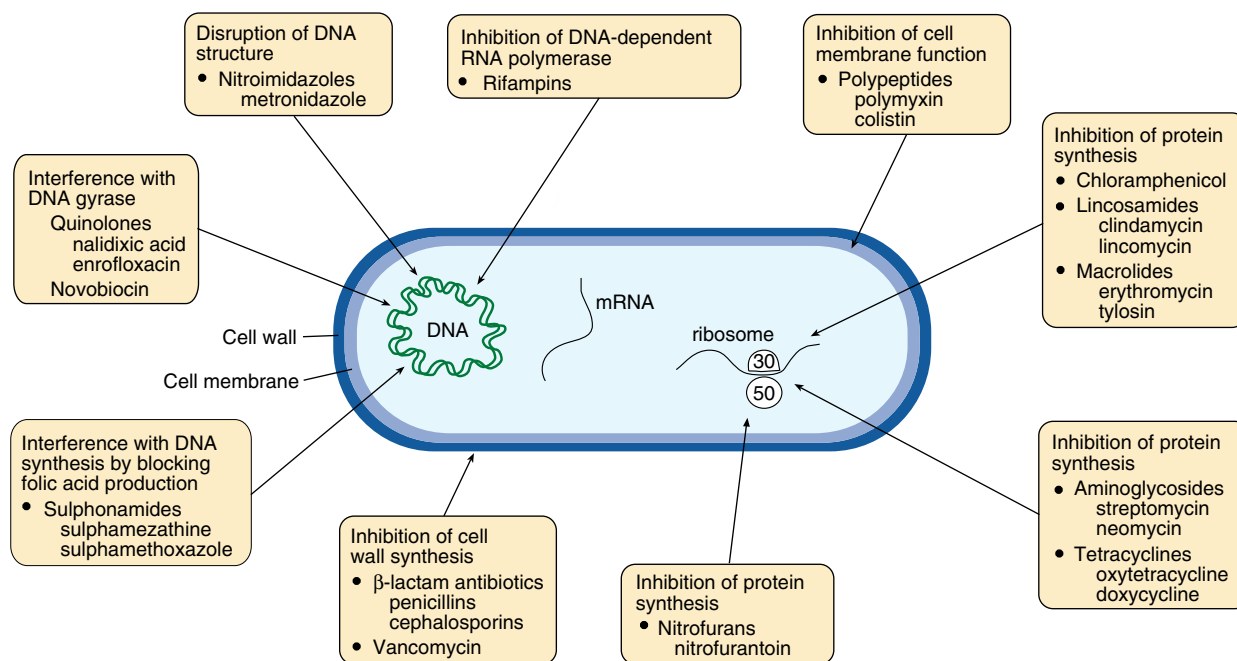 Disruption of DNA
structure
• Nitroimidazoles
metronidazole
Inhibition of DNA-dependent
RNA polymerase
• Rifampins
Inhibition of cell
membrane function
• Polypeptides
polymyxin
colistin
Inhibition of protein
synthesis
• Chloramphenicol
• Lincosamides
clindamycin
lincomycin
• Macrolides
erythromycin
tylosin
Interference with
DNA gyrase
Quinolones
nalidixic acid
enrofloxacin
Novobiocin
Cell wall
Cell membrane
DNA
mRNA
ribosome
30
50
Interference with DNA
synthesis by blocking
folic acid production
• Sulphonamides
sulphamezathine
sulphamethoxazole
Inhibition of cell
wall synthesis
• β-lactam antibiotics
penicillins
cephalosporins
• Vancomycin
Inhibition of protein
synthesis
• Nitrofurans
nitrofurantoin
Inhibition of protein
synthesis
• Aminoglycosides
streptomycin
neomycin
• Tetracyclines
oxytetracycline
doxycycline